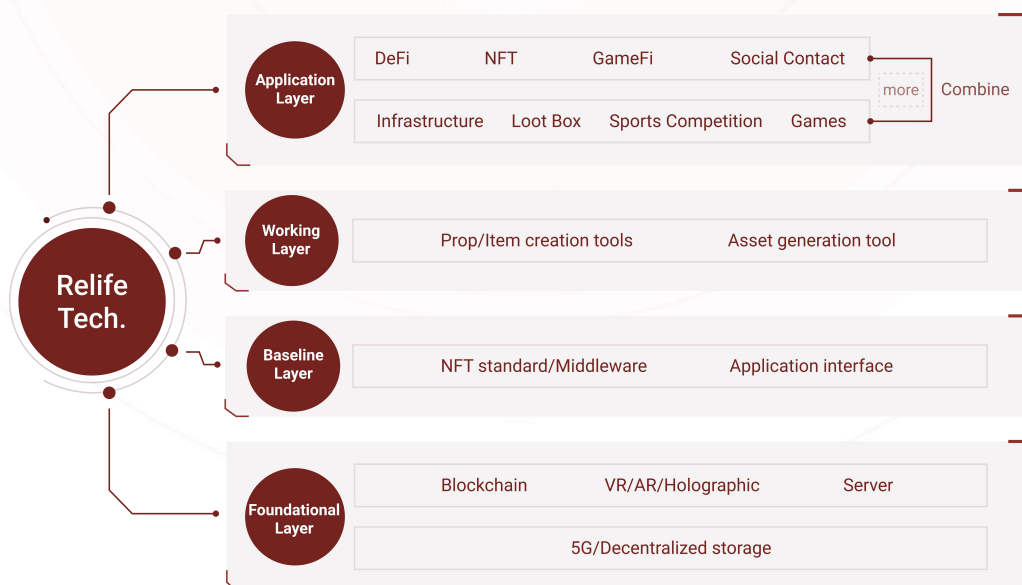 Relife
Tech.
Application
Layer
DeFi NFT GameFi Social Contact
Infrastructure Loot Box Sports Competition Games
more
Combine
Working
Layer
Prop/Item creation tools Asset generation tool
Baseline
Layer
NFT standard/Middleware Application interface
Foundational
Layer
Blockchain VR/AR/Holographic Server
5G/Decentralized storage